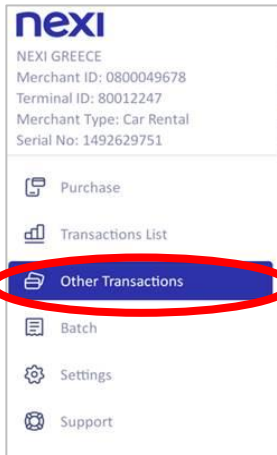 nexi
NEXI GREECE
Merchant ID: 0800049678
Terminal ID: 80012247
Merchant Type: Car Rental
Serial No: 1492629751
Purchase
Transactions List
Other Transactions
Batch
Settings
Support